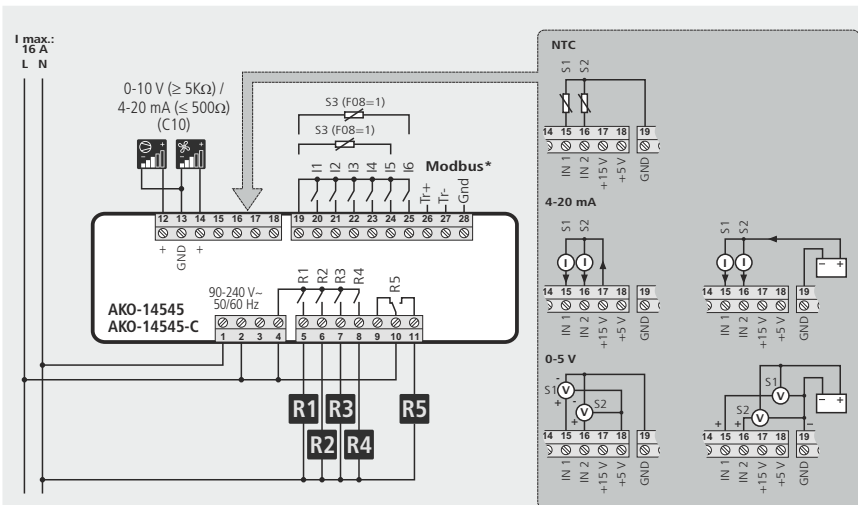 I max.:
16 A
L N
0-10 V (≥ 5KΩ) /
4-20 mA (≤ 500Ω)
(C10)
- + - +
S3 (F08=1)
S3 (F08=1)
I1 I2 I3 I4 I5 I6
Modbus*
Tr+ Tr- Gnd
12 13 14 15 16 17 18
19 20 21 22 23 24 25 26 27 28
+ GND +
90-240 V~
50/60 Hz
R1 R2 R3 R4 R5
AKO-14545
AKO-14545-C
1 2 3 4
5 6 7 8 9 10 11
R1 R3 R5
R2 R4
NTC
S1 S2
14 15 16 17 18 19
IN 1 IN 2 +15 V +5 V GND
4-20 mA
S1 S2
I I
14 15 16 17 18 19
IN 1 IN 2 +15 V +5 V GND
S1 S2
I I
- +
14 15 16 17 18 19
IN 1 IN 2 +15 V +5 V GND
0-5 V
-
S1 V
+ - S2
+ V
14 15 16 17 18 19
IN 1 IN 2 +15 V +5 V GND
S1 V
- +
S2 V
+ + -
14 15 16 17 18 19
IN 1 IN 2 +15 V +5 V GND